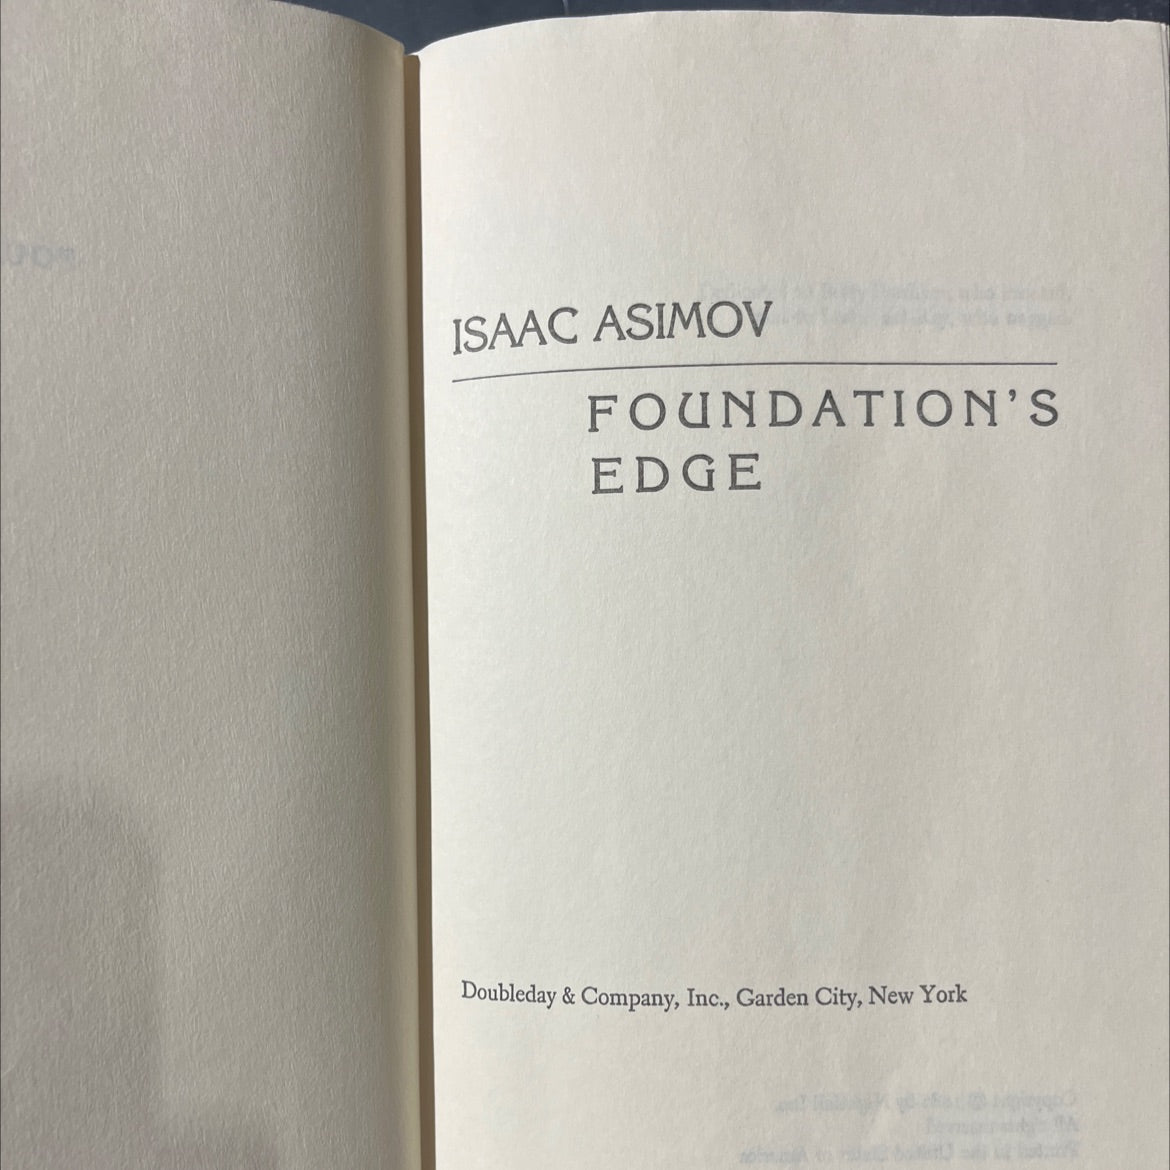 ISAAC ASIMOV
FOUNDATION'S
EDGE
Doubleday & Company, Inc., Garden City, New York